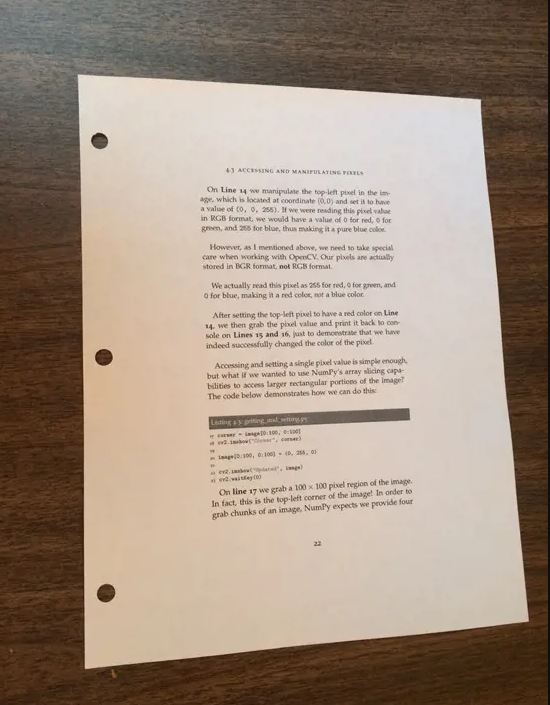 4.3 ACCESSING AND MANIPULATING PIXELS
On Line 14 we manipulate the top-left pixel in the im-
age, which is located at coordinate (0,0) and set it to have
a value of (0, 0, 255). If we were reading this pixel value
in RGB format, we would have a value of 0 for red, 0 for
green, and 255 for blue, thus making it a pure blue color.
However, as I mentioned above, we need to take special
care when working with OpenCV. Our pixels are actually
stored in BGR format, not RGB format.
We actually read this pixel as 255 for red, 0 for green, and
0 for blue, making it a red color, not a blue color.
After setting the top-left pixel to have a red color on Line
14, we then grab the pixel value and print it back to con-
sole on Lines 15 and 16, just to demonstrate that we have
indeed successfully changed the color of the pixel.
Accessing and setting a single pixel value is simple enough,
but what if we wanted to use NumPy's array slicing capa-
bilities to access larger rectangular portions of the image?
The code below demonstrates how we can do this:
Listing 4.3: getting_and_setting.py
17 corner = image[0:100, 0:100]
18 cv2.imshow("Corner", corner)
19
20 image[0:100, 0:100] = (0, 255, 0)
21
22 cv2.imshow("Updated", image)
23 cv2.waitKey(0)
On line 17 we grab a 100 × 100 pixel region of the image.
In fact, this is the top-left corner of the image! In order to
grab chunks of an image, NumPy expects we provide four
22